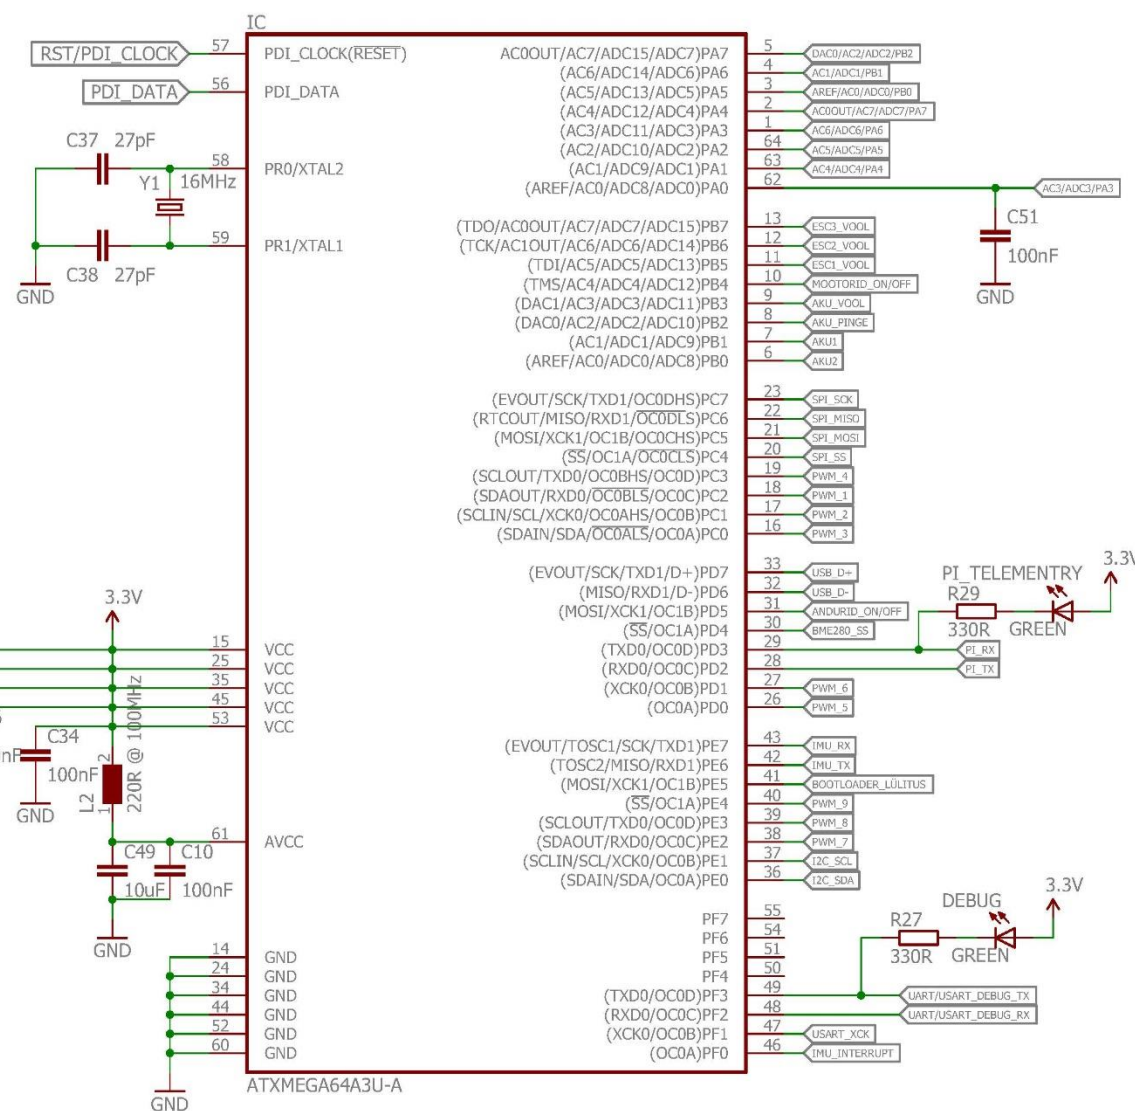 IC
RST/PDI_CLOCK 57 PDI_CLOCK(RESET)
PDI_DATA 56 PDI_DATA
C37 27pF
58 PR0/XTAL2
Y1 16MHz
59 PR1/XTAL1
C38 27pF
GND
3.3V
15 VCC
25 VCC
35 VCC
45 VCC
53 VCC
C34
100nF
GND
L2
1
2
220R @ 100MHz
61 AVCC
C49 C10
10uF 100nF
GND
14 GND
24 GND
34 GND
44 GND
52 GND
60 GND
GND
AC0OUT/AC7/ADC15/ADC7)PA7 5 DAC0/AC2/ADC2/PB2
(AC6/ADC14/ADC6)PA6 4 AC1/ADC1/PB1
(AC5/ADC13/ADC5)PA5 3 AREF/AC0/ADC0/PB0
(AC4/ADC12/ADC4)PA4 2 AC0OUT/AC7/ADC7/PA7
(AC3/ADC11/ADC3)PA3 1 AC6/ADC6/PA6
(AC2/ADC10/ADC2)PA2 64 AC5/ADC5/PA5
(AC1/ADC9/ADC1)PA1 63 AC4/ADC4/PA4
(AREF/AC0/ADC8/ADC0)PA0 62 AC3/ADC3/PA3
C51
100nF
GND
(TDO/AC0OUT/AC7/ADC7/ADC15)PB7 13 ESC3_VOOL
(TCK/AC1OUT/AC6/ADC6/ADC14)PB6 12 ESC2_VOOL
(TDI/AC5/ADC5/ADC13)PB5 11 ESC1_VOOL
(TMS/AC4/ADC4/ADC12)PB4 10 MOOTORID_ON/OFF
(DAC1/AC3/ADC3/ADC11)PB3 9 AKU_VOOL
(DAC0/AC2/ADC2/ADC10)PB2 8 AKU_PINGE
(AC1/ADC1/ADC9)PB1 7 AKU1
(AREF/AC0/ADC0/ADC8)PB0 6 AKU2
(EVOUT/SCK/TXD1/OC0DHS)PC7 23 SPI_SCK
(RTCOUT/MISO/RXD1/OC0DLS)PC6 22 SPI_MISO
(MOSI/XCK1/OC1B/OC0CHS)PC5 21 SPI_MOSI
(SS/OC1A/OC0CLS)PC4 20 SPI_SS
(SCLOUT/TXD0/OC0BHS/OC0D)PC3 19 PWM_4
(SDAOUT/RXD0/OC0BLS/OC0C)PC2 18 PWM_1
(SCLIN/SCL/XCK0/OC0AHS/OC0B)PC1 17 PWM_2
(SDAIN/SDA/OC0ALS/OC0A)PC0 16 PWM_3
(EVOUT/SCK/TXD1/D+)PD7 33 USB_D+
(MISO/RXD1/D-)PD6 32 USB_D-
(MOSI/XCK1/OC1B)PD5 31 ANDURID_ON/OFF
(SS/OC1A)PD4 30 BME280_SS
(TXD0/OC0D)PD3 29 PI_RX
(RXD0/OC0C)PD2 28 PI_TX
(XCK0/OC0B)PD1 27 PWM_6
(OC0A)PD0 26 PWM_5
3.3V
PI_TELEMENTRY
R29
330R GREEN
(EVOUT/TOSC1/SCK/TXD1)PE7 43 IMU_RX
(TOSC2/MISO/RXD1)PE6 42 IMU_TX
(MOSI/XCK1/OC1B)PE5 41 BOOTLOADER_LÜLITUS
(SS/OC1A)PE4 40 PWM_9
(SCLOUT/TXD0/OC0D)PE3 39 PWM_8
(SDAOUT/RXD0/OC0C)PE2 38 PWM_7
(SCLIN/SCL/XCK0/OC0B)PE1 37 I2C_SCL
(SDAIN/SDA/OC0A)PE0 36 I2C_SDA
3.3V
DEBUG
R27
330R GREEN
PF7 55
PF6 54
PF5 51
PF4 50
(TXD0/OC0D)PF3 49 UART/USART_DEBUG_TX
(RXD0/OC0C)PF2 48 UART/USART_DEBUG_RX
(XCK0/OC0B)PF1 47 USART_XCK
(OC0A)PF0 46 IMU_INTERRUPT
ATXMEGA64A3U-A